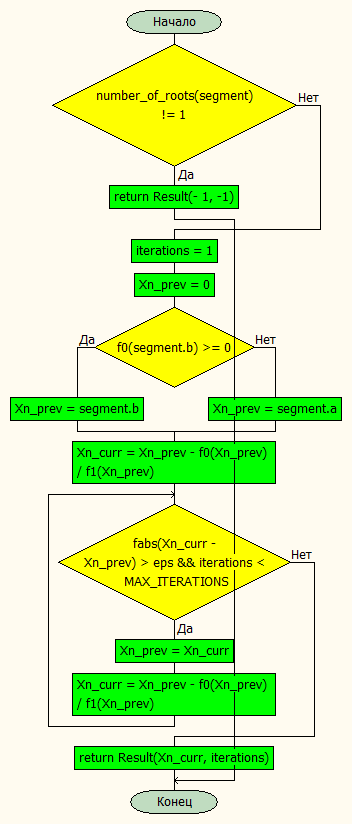 Начало
number_of_roots(segment)
!= 1
Нет
Да
return Result(- 1, -1)
iterations = 1
Xn_prev = 0
Да
f0(segment.b) >= 0
Нет
Xn_prev = segment.b
Xn_prev = segment.a
Xn_curr = Xn_prev - f0(Xn_prev)
/ f1(Xn_prev)
fabs(Xn_curr -
Xn_prev) > eps && iterations <
MAX_ITERATIONS
Нет
Да
Xn_prev = Xn_curr
Xn_curr = Xn_prev - f0(Xn_prev)
/ f1(Xn_prev)
return Result(Xn_curr, iterations)
Конец